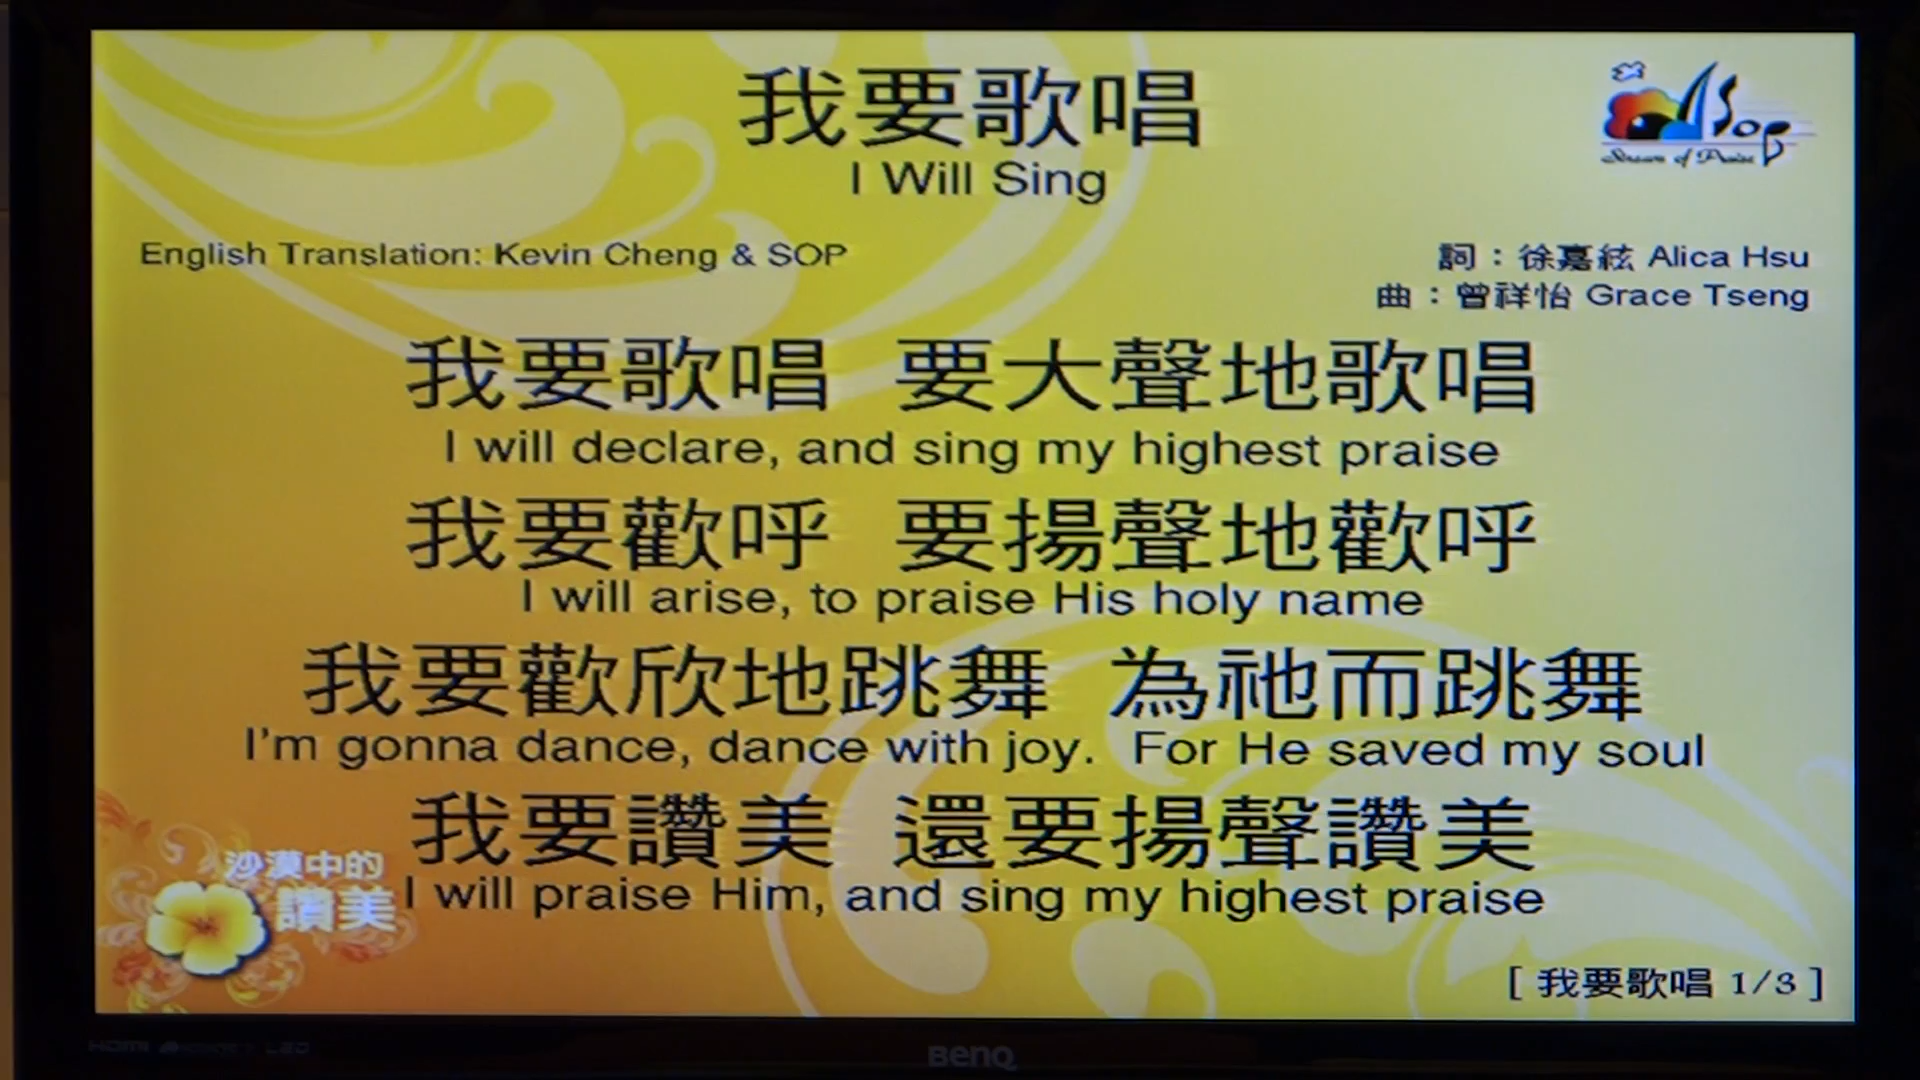 我要歌唱
I Will Sing
SOP
Stream of Praise
English Translation: Kevin Cheng & SOP
詞：徐嘉絃 Alica Hsu
曲：曾祥怡 Grace Tseng
我要歌唱 要大聲地歌唱
I will declare, and sing my highest praise
我要歡呼 要揚聲地歡呼
I will arise, to praise His holy name
我要歡欣地跳舞 為祂而跳舞
I'm gonna dance, dance with joy. For He saved my soul
我要讚美 還要揚聲讚美
I will praise Him, and sing my highest praise
沙漠中的
讚美
[ 我要歌唱 1/3 ]
HDMI
BenQ